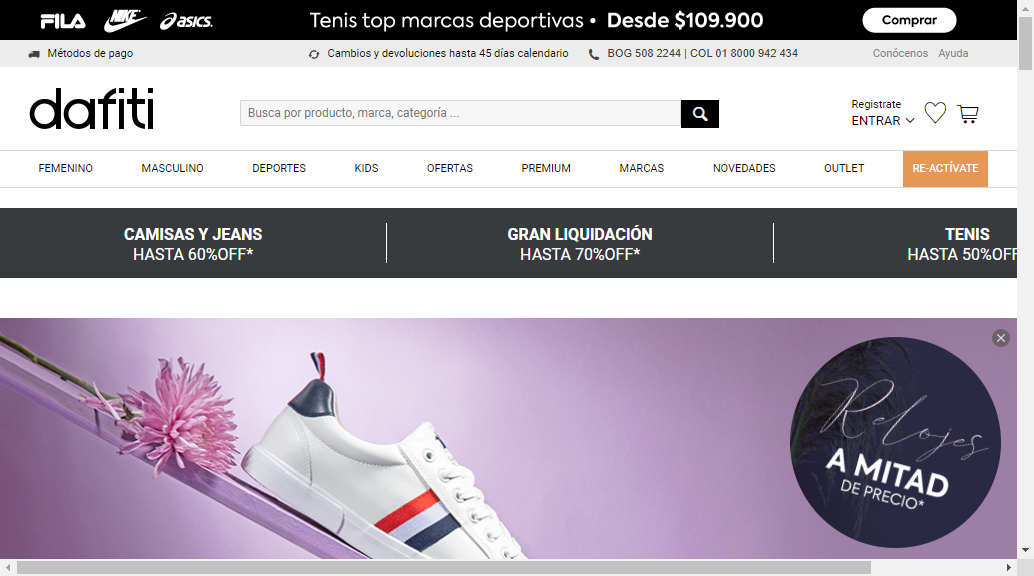 FILA NIKE asics. Tenis top marcas deportivas • Desde $109.900 Comprar
Métodos de pago Cambios y devoluciones hasta 45 días calendario BOG 508 2244 | COL 01 8000 942 434 Conócenos Ayuda
dafiti
Busca por producto, marca, categoría ...
Registrate
ENTRAR
FEMENINO MASCULINO DEPORTES KIDS OFERTAS PREMIUM MARCAS NOVEDADES OUTLET RE-ACTÍVATE
CAMISAS Y JEANS
HASTA 60%OFF*
GRAN LIQUIDACIÓN
HASTA 70%OFF*
TENIS
HASTA 50%OFF
Relojes
A MITAD
DE PRECIO*